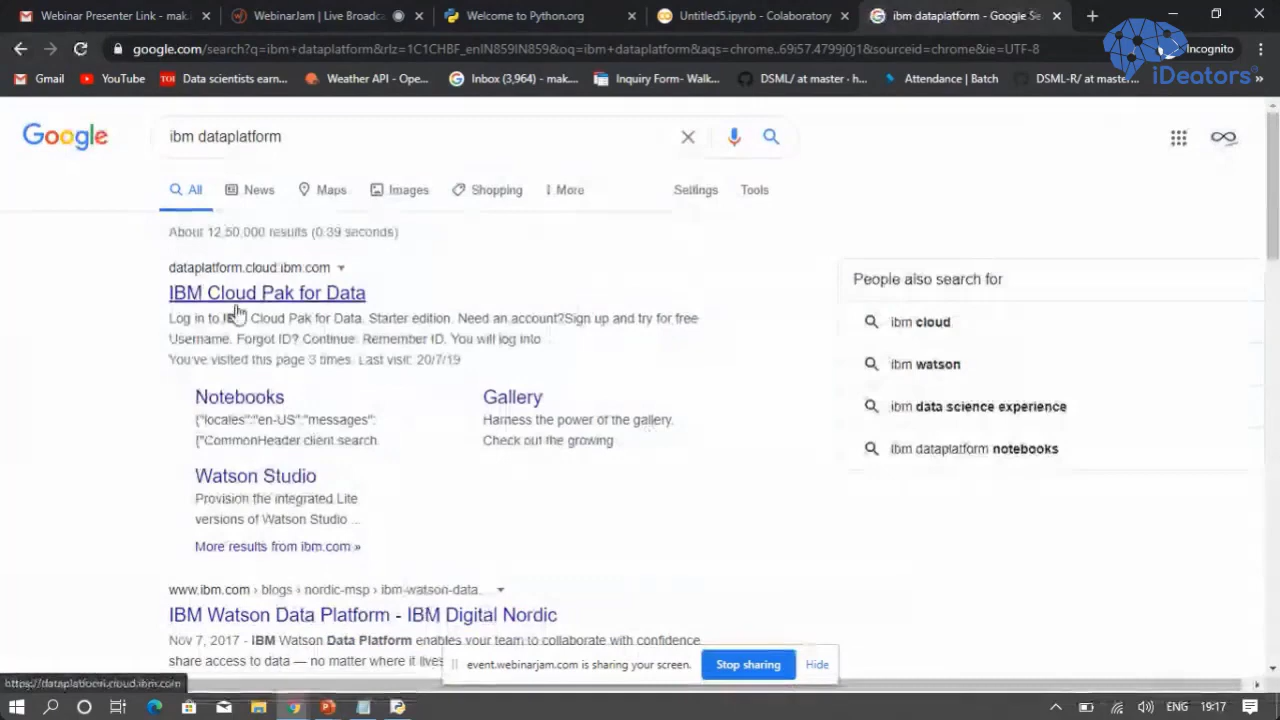 Webinar Presenter Link - mak
WebinarJam | Live Broadc
Welcome to Python.org
Untitled5.ipynb - Colaboratory
ibm dataplatform - Google Se
google.com/search?q=ibm+dataplatform&rlz=1C1CHBF_enIN859IN859&oq=ibm+dataplatform&aqs=chrome..69i57.4799j0j1&sourceid=chrome&ie=UTF-8
Incognito
iDeators®
Gmail
YouTube
TOI
Data scientists earn...
Weather API - Ope...
Inbox (3,964) - mak...
Inquiry Form- Walk...
DSML/ at master · h...
Attendance | Batch
DSML-R/ at master...
Google
ibm dataplatform
All
News
Maps
Images
Shopping
More
Settings
Tools
About 12,50,000 results (0.39 seconds)
dataplatform.cloud.ibm.com
IBM Cloud Pak for Data
Log in to IBM Cloud Pak for Data. Starter edition. Need an account?Sign up and try for free
Username. Forgot ID? Continue. Remember ID. You will log into
You've visited this page 3 times. Last visit: 20/7/19
Notebooks
{"locales":"en-US":"messages":
{"CommonHeader client search.
Gallery
Harness the power of the gallery.
Check out the growing
Watson Studio
Provision the integrated Lite
versions of Watson Studio ...
More results from ibm.com »
People also search for
ibm cloud
ibm watson
ibm data science experience
ibm dataplatform notebooks
www.ibm.com › blogs › nordic-msp › ibm-watson-data...
IBM Watson Data Platform - IBM Digital Nordic
Nov 7, 2017 - IBM Watson Data Platform enables your team to collaborate with confidence
share access to data — no matter where it lives
event.webinarjam.com is sharing your screen.
Stop sharing
Hide
https://dataplatform.cloud.ibm.com
ENG
19:17